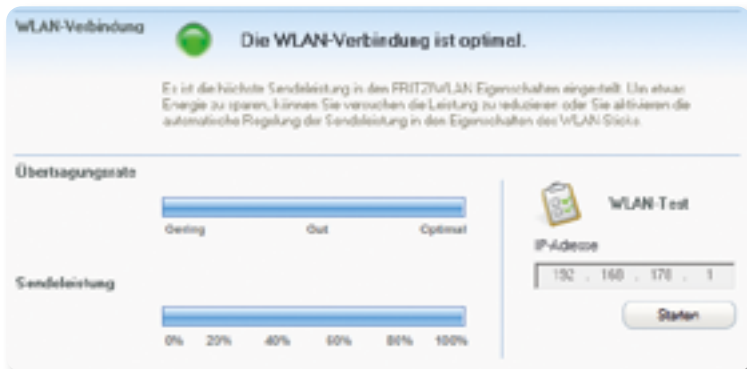 WLAN-Verbindung
Die WLAN-Verbindung ist optimal.
Es ist die höchste Sendeleistung in den FRITZ!WLAN Eigenschaften eingestellt. Um etwas
Energie zu sparen, können Sie versuchen die Leistung zu reduzieren oder Sie aktivieren die
automatische Regelung der Sendeleistung in den Eigenschaften des WLAN-Sticks.
Übertragungsrate
Gering Gut Optimal
Sendeleistung
0% 20% 40% 60% 80% 100%
WLAN-Test
IP-Adresse
192 . 168 . 178 . 1
Starten